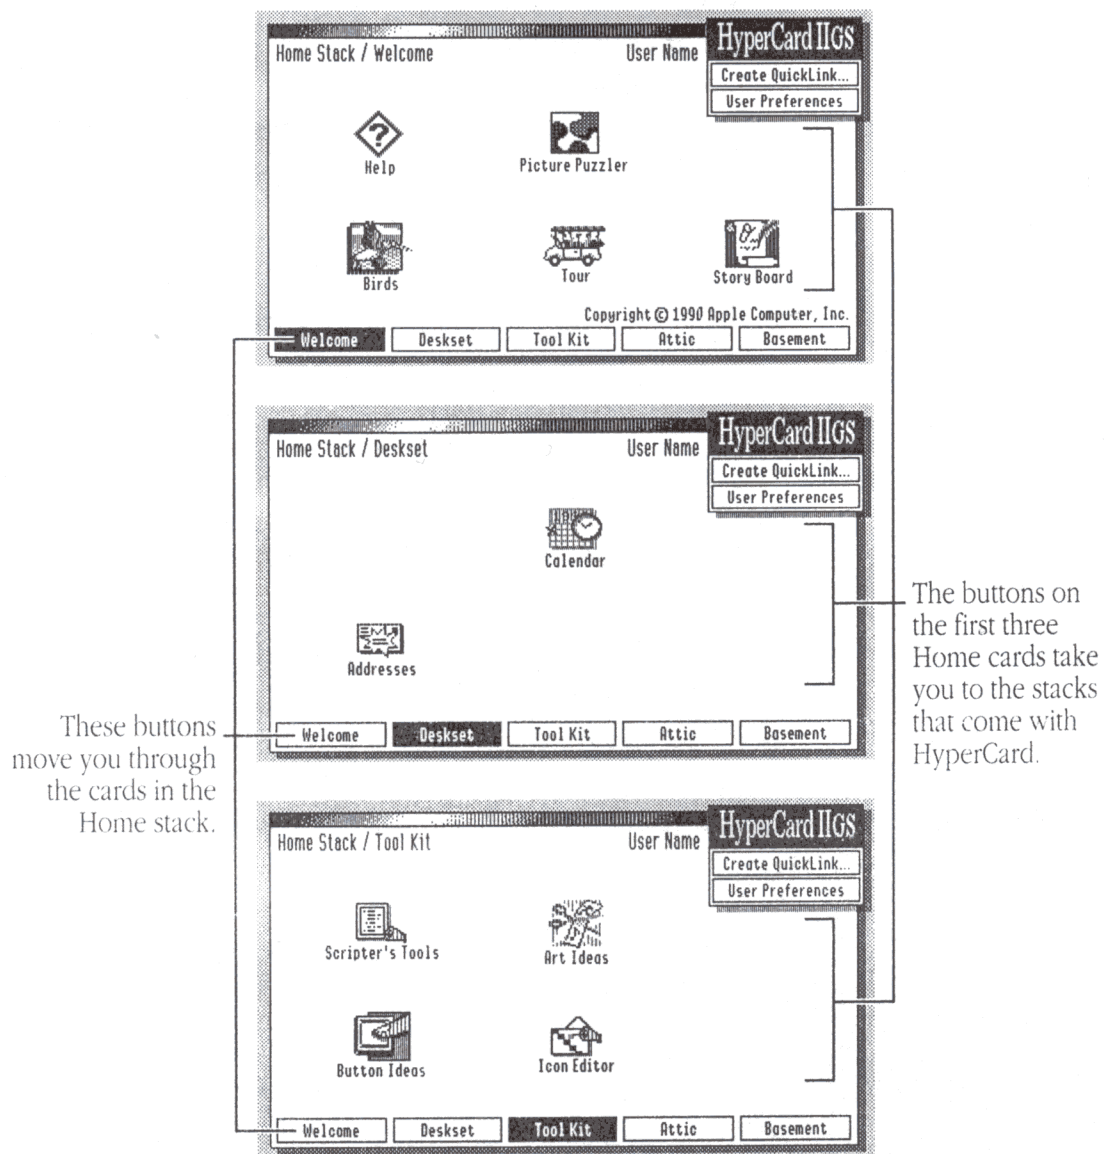 HyperCard IIGS
Home Stack / Welcome
User Name
Create QuickLink...
User Preferences
Help
Picture Puzzler
Birds
Tour
Story Board
Copyright © 1990 Apple Computer, Inc.
Welcome
Deskset
Tool Kit
Attic
Basement
HyperCard IIGS
Home Stack / Deskset
User Name
Create QuickLink...
User Preferences
Calendar
Addresses
Welcome
Deskset
Tool Kit
Attic
Basement
The buttons on
the first three
Home cards take
you to the stacks
that come with
HyperCard.
These buttons
move you through
the cards in the
Home stack.
HyperCard IIGS
Home Stack / Tool Kit
User Name
Create QuickLink...
User Preferences
Scripter's Tools
Art Ideas
Button Ideas
Icon Editor
Welcome
Deskset
Tool Kit
Attic
Basement